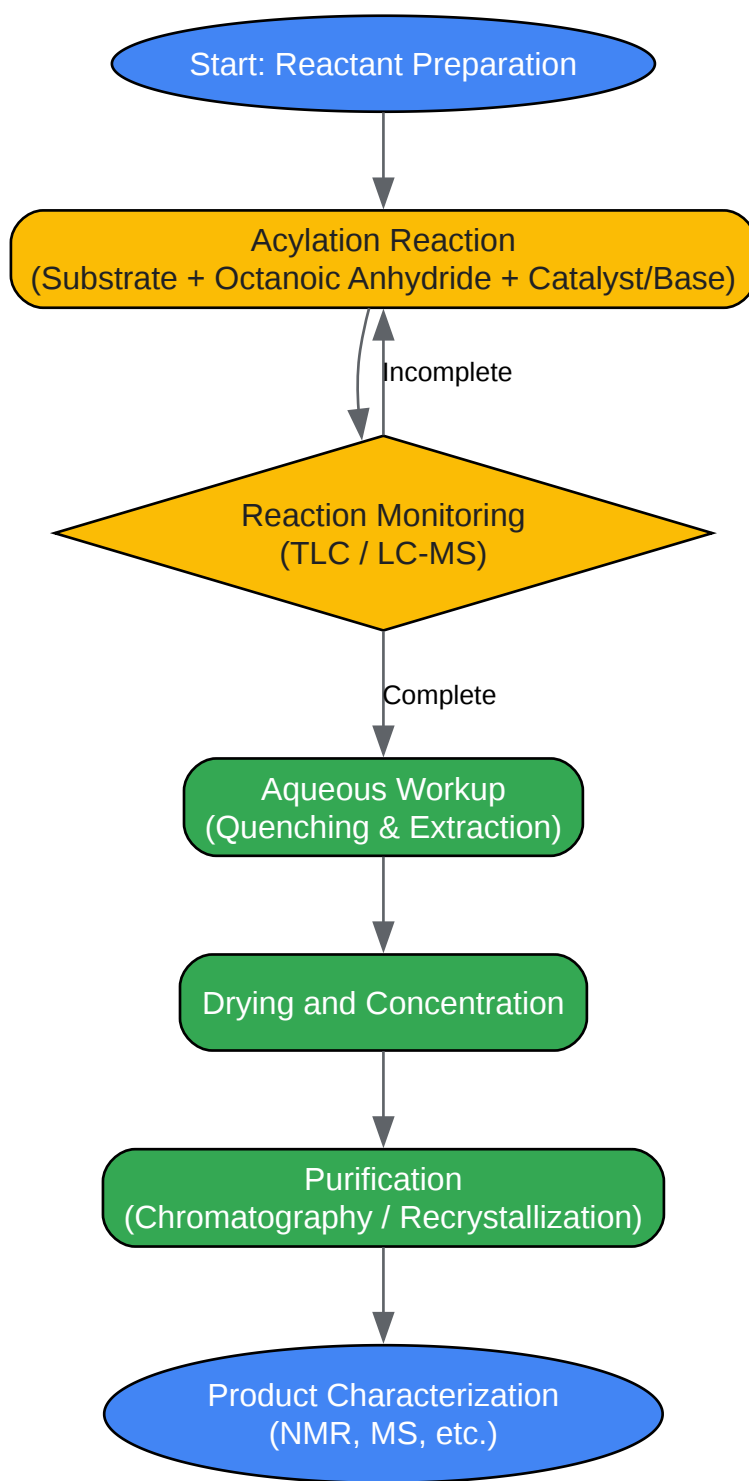 Start: Reactant Preparation
Acylation Reaction
(Substrate + Octanoic Anhydride + Catalyst/Base)
Incomplete
Reaction Monitoring
(TLC / LC-MS)
Complete
Aqueous Workup
(Quenching & Extraction)
Drying and Concentration
Purification
(Chromatography / Recrystallization)
Product Characterization
(NMR, MS, etc.)